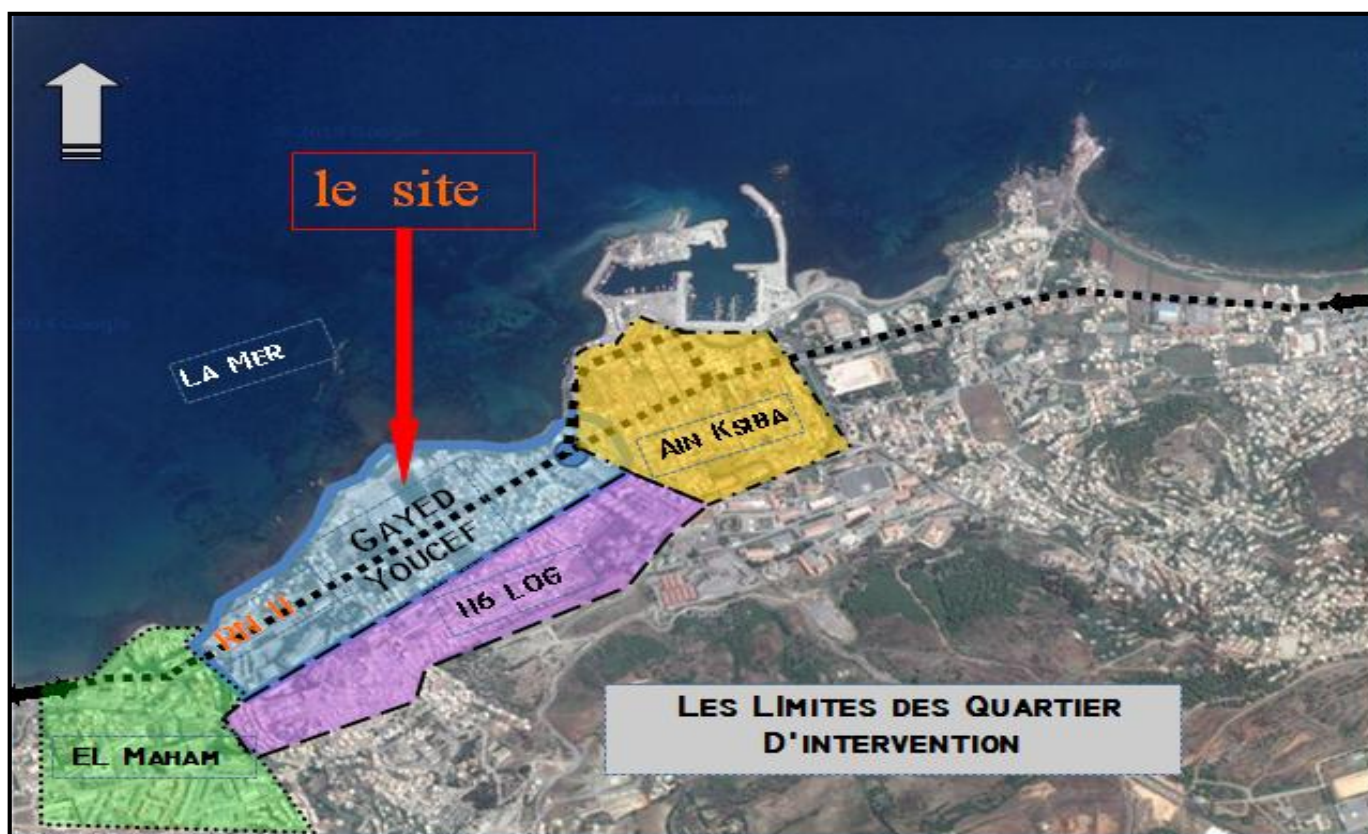 le site
LA MER
AIN KSIBA
GAYED
YOUCEF
116 LOG
RN 11
EL MAHAM
LES LIMITES DES QUARTIER
D'INTERVENTION